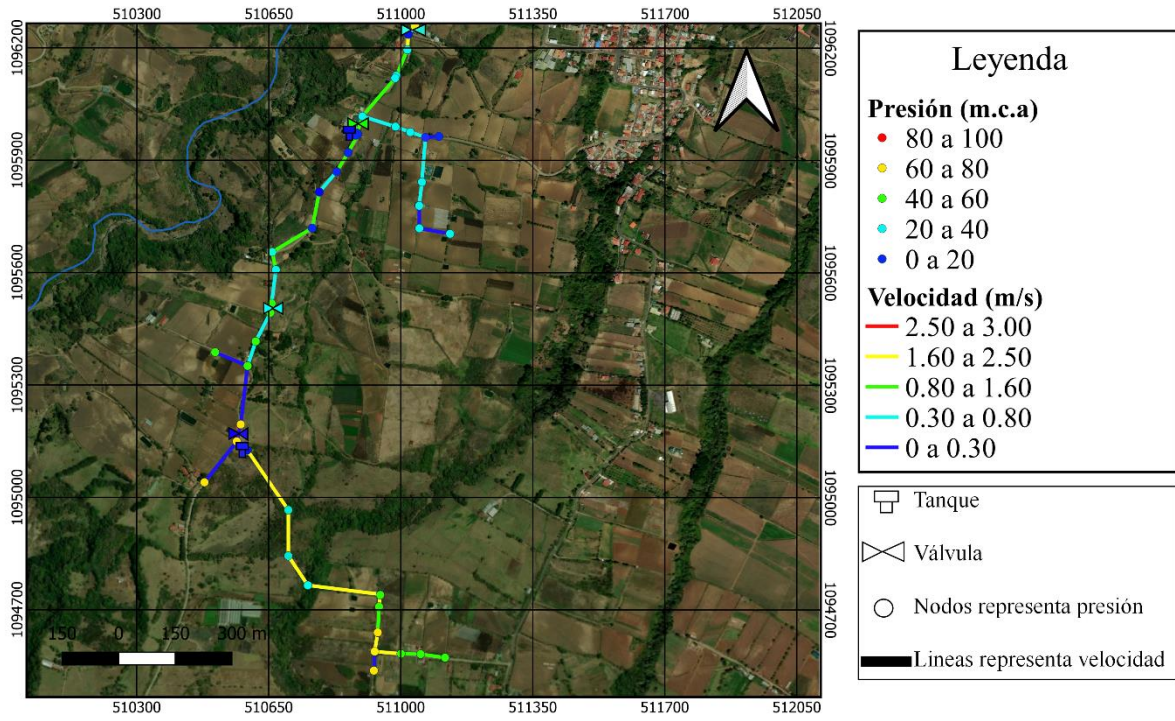 510300 510650 511000 511350 511700 512050
1096200 1096200
1095900 1095900
1095600 1095600
1095300 1095300
1095000 1095000
1094700 1094700
150 0 150 300 m
510300 510650 511000 511350 511700 512050
Leyenda
Presión (m.c.a)
80 a 100
60 a 80
40 a 60
20 a 40
0 a 20
Velocidad (m/s)
2.50 a 3.00
1.60 a 2.50
0.80 a 1.60
0.30 a 0.80
0 a 0.30
Tanque
Válvula
Nodos representa presión
Lineas representa velocidad